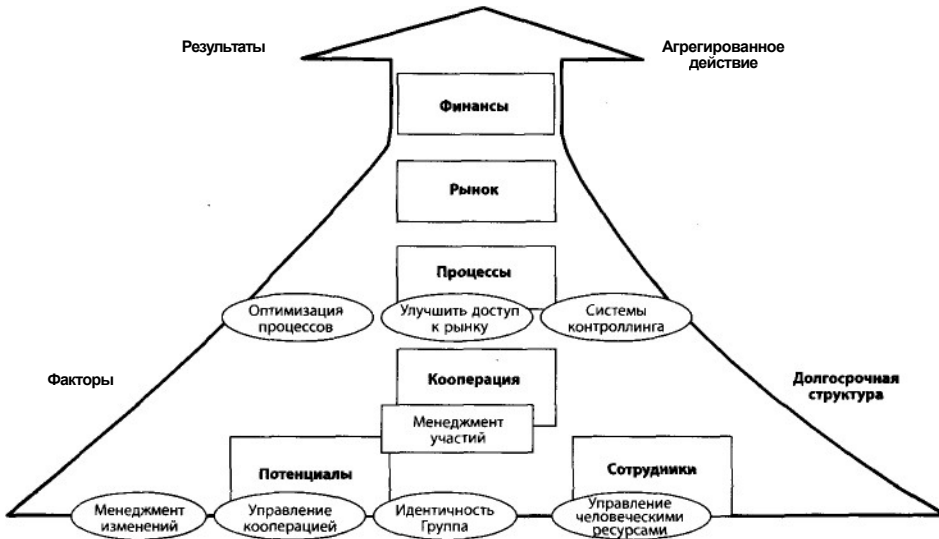 Результаты
Агрегированное
действие
Финансы
Рынок
Процессы
Оптимизация
процессов
Улучшить доступ
к рынку
Системы
контроллинга
Факторы
Кооперация
Долгосрочная
структура
Менеджмент
участий
Потенциалы
Сотрудники
Менеджмент
изменений
Управление
кооперацией
Идентичность
Группа
Управление
человеческими
ресурсами